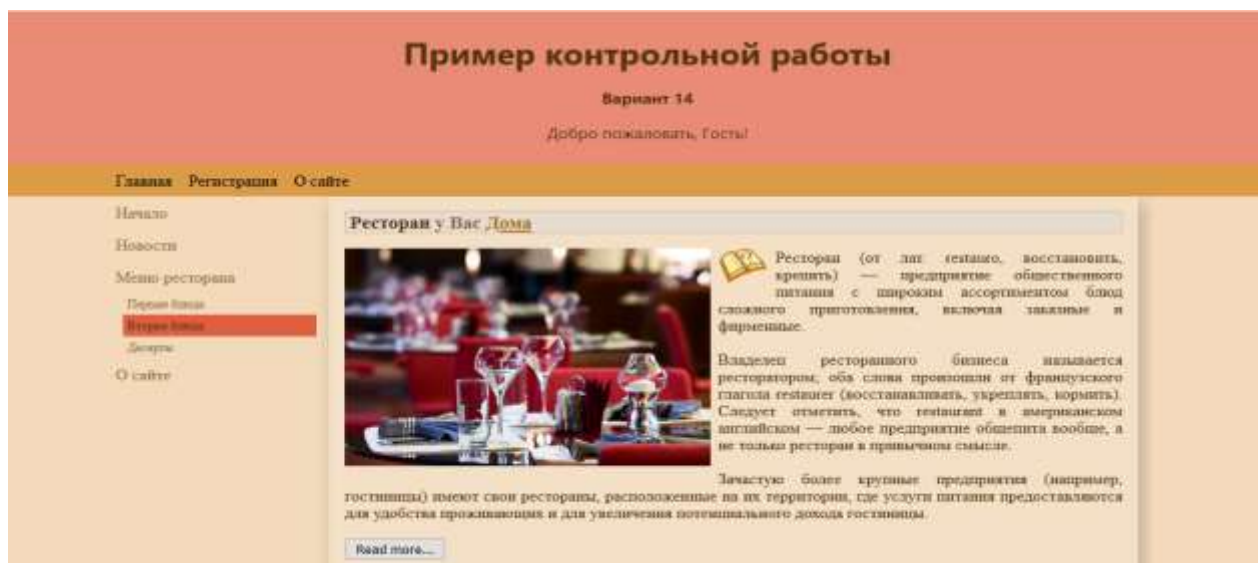 Пример контрольной работы
Вариант 14
Добро пожаловать, Гость!
Главная Регистрация О сайте
Начало
Новости
Меню ресторана
Первые блюда
Вторые блюда
Десерты
О сайте
Ресторан у Вас Дома
Ресторан (от лат. restauro, восстановить,
крепить) — предприятие общественного
питания с широким ассортиментом блюд
сложного приготовления, включая заказные и
фирменные.
Владелец ресторанного бизнеса называется
ресторатором; оба слова произошли от французского
глагола restaurer (восстанавливать, укреплять, кормить).
Следует отметить, что restaurant в американском
английском — любое предприятие общепита вообще, а
не только ресторан в привычном смысле.
Зачастую более крупные предприятия (например,
гостиницы) имеют свои рестораны, расположенные на их территории, где услуги питания предоставляются
для удобства проживающих и для увеличения потенциального дохода гостиницы.
Read more...